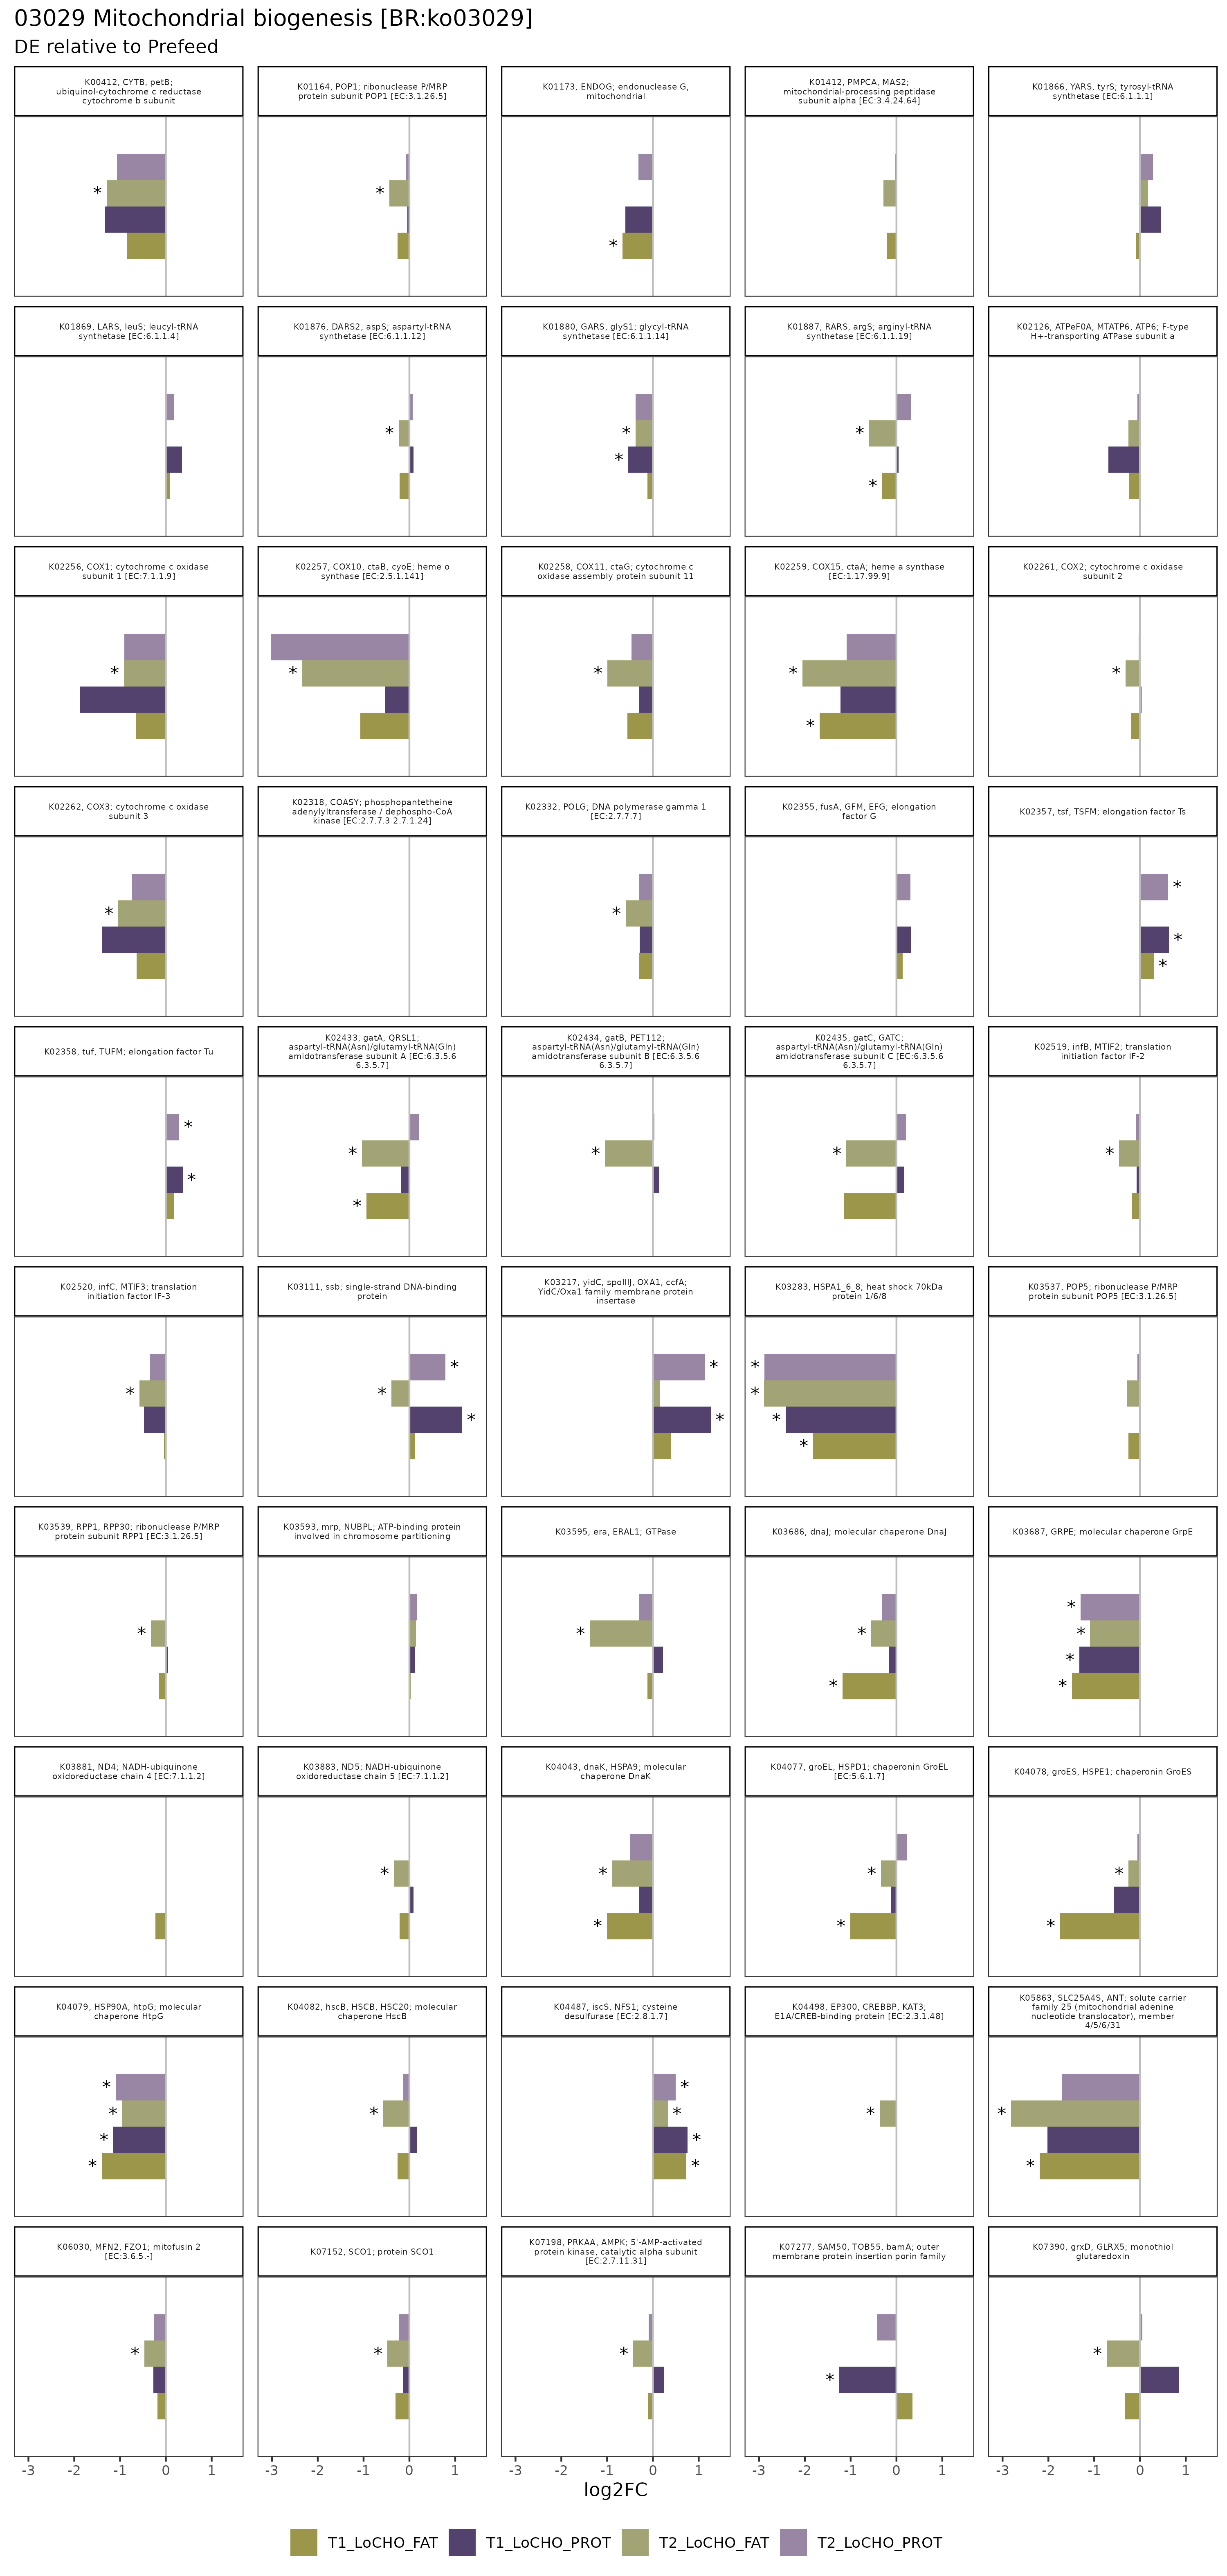 03029 Mitochondrial biogenesis [BR:ko03029]
DE relative to Prefeed
K00412, CYTB, petB;
ubiquinol-cytochrome c reductase
cytochrome b subunit
K01164, POP1; ribonuclease P/MRP
protein subunit POP1 [EC:3.1.26.5]
K01173, ENDOG; endonuclease G,
mitochondrial
K01412, PMPCA, MAS2;
mitochondrial-processing peptidase
subunit alpha [EC:3.4.24.64]
K01866, YARS, tyrS; tyrosyl-tRNA
synthetase [EC:6.1.1.1]
*
*
*
K01869, LARS, leuS; leucyl-tRNA
synthetase [EC:6.1.1.4]
K01876, DARS2, aspS; aspartyl-tRNA
synthetase [EC:6.1.1.12]
K01880, GARS, glyS1; glycyl-tRNA
synthetase [EC:6.1.1.14]
K01887, RARS, argS; arginyl-tRNA
synthetase [EC:6.1.1.19]
K02126, ATPeF0A, MTATP6, ATP6; F-type
H+-transporting ATPase subunit a
*
*
*
*
*
K02256, COX1; cytochrome c oxidase
subunit 1 [EC:7.1.1.9]
K02257, COX10, ctaB, cyoE; heme o
synthase [EC:2.5.1.141]
K02258, COX11, ctaG; cytochrome c
oxidase assembly protein subunit 11
K02259, COX15, ctaA; heme a synthase
[EC:1.17.99.9]
K02261, COX2; cytochrome c oxidase
subunit 2
*
*
*
*
*
*
K02262, COX3; cytochrome c oxidase
subunit 3
K02318, COASY; phosphopantetheine
adenylyltransferase / dephospho-CoA
kinase [EC:2.7.7.3 2.7.1.24]
K02332, POLG; DNA polymerase gamma 1
[EC:2.7.7.7]
K02355, fusA, GFM, EFG; elongation
factor G
K02357, tsf, TSFM; elongation factor Ts
*
*
*
*
*
K02358, tuf, TUFM; elongation factor Tu
K02433, gatA, QRSL1;
aspartyl-tRNA(Asn)/glutamyl-tRNA(Gln)
amidotransferase subunit A [EC:6.3.5.6
6.3.5.7]
K02434, gatB, PET112;
aspartyl-tRNA(Asn)/glutamyl-tRNA(Gln)
amidotransferase subunit B [EC:6.3.5.6
6.3.5.7]
K02435, gatC, GATC;
aspartyl-tRNA(Asn)/glutamyl-tRNA(Gln)
amidotransferase subunit C [EC:6.3.5.6
6.3.5.7]
K02519, infB, MTIF2; translation
initiation factor IF-2
*
*
*
*
*
*
*
K02520, infC, MTIF3; translation
initiation factor IF-3
K03111, ssb; single-strand DNA-binding
protein
K03217, yidC, spoIIIJ, OXA1, ccfA;
YidC/Oxa1 family membrane protein
insertase
K03283, HSPA1_6_8; heat shock 70kDa
protein 1/6/8
K03537, POP5; ribonuclease P/MRP
protein subunit POP5 [EC:3.1.26.5]
*
*
*
*
*
*
*
*
*
*
K03539, RPP1, RPP30; ribonuclease P/MRP
protein subunit RPP1 [EC:3.1.26.5]
K03593, mrp, NUBPL; ATP-binding protein
involved in chromosome partitioning
K03595, era, ERAL1; GTPase
K03686, dnaJ; molecular chaperone DnaJ
K03687, GRPE; molecular chaperone GrpE
*
*
*
*
*
*
*
*
K03881, ND4; NADH-ubiquinone
oxidoreductase chain 4 [EC:7.1.1.2]
K03883, ND5; NADH-ubiquinone
oxidoreductase chain 5 [EC:7.1.1.2]
K04043, dnaK, HSPA9; molecular
chaperone DnaK
K04077, groEL, HSPD1; chaperonin GroEL
[EC:5.6.1.7]
K04078, groES, HSPE1; chaperonin GroES
*
*
*
*
*
*
*
K04079, HSP90A, htpG; molecular
chaperone HtpG
K04082, hscB, HSCB, HSC20; molecular
chaperone HscB
K04487, iscS, NFS1; cysteine
desulfurase [EC:2.8.1.7]
K04498, EP300, CREBBP, KAT3;
E1A/CREB-binding protein [EC:2.3.1.48]
K05863, SLC25A4S, ANT; solute carrier
family 25 (mitochondrial adenine
nucleotide translocator), member
4/5/6/31
*
*
*
*
*
*
*
*
*
*
*
*
K06030, MFN2, FZO1; mitofusin 2
[EC:3.6.5.-]
K07152, SCO1; protein SCO1
K07198, PRKAA, AMPK; 5'-AMP-activated
protein kinase, catalytic alpha subunit
[EC:2.7.11.31]
K07277, SAM50, TOB55, bamA; outer
membrane protein insertion porin family
K07390, grxD, GLRX5; monothiol
glutaredoxin
*
*
*
*
*
-3 -2 -1 0 1 -3 -2 -1 0 1 -3 -2 -1 0 1 -3 -2 -1 0 1 -3 -2 -1 0 1
log2FC
T1_LoCHO_FAT T1_LoCHO_PROT T2_LoCHO_FAT T2_LoCHO_PROT